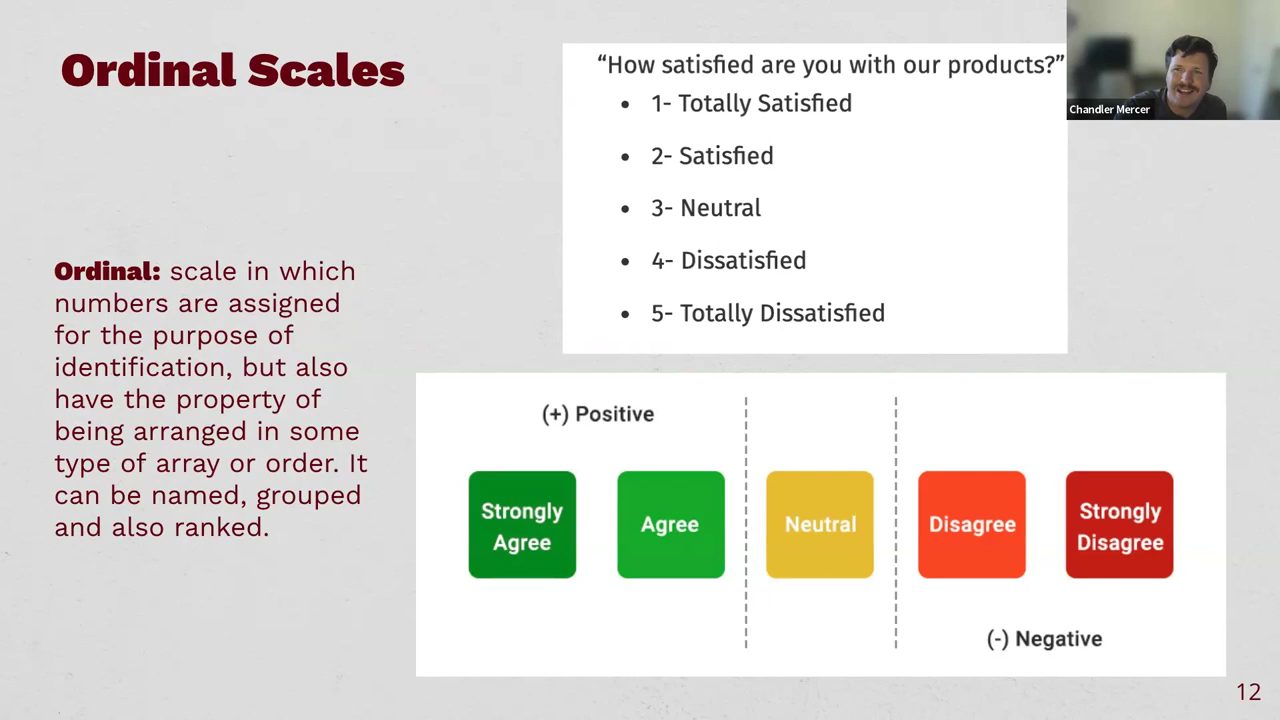 Ordinal Scales
“How satisfied are you with our products?”
• 1- Totally Satisfied
• 2- Satisfied
• 3- Neutral
• 4- Dissatisfied
• 5- Totally Dissatisfied
Chandler Mercer
Ordinal: scale in which
numbers are assigned
for the purpose of
identification, but also
have the property of
being arranged in some
type of array or order. It
can be named, grouped
and also ranked.
(+) Positive
Strongly
Agree
Agree
Neutral
Disagree
Strongly
Disagree
(-) Negative
12